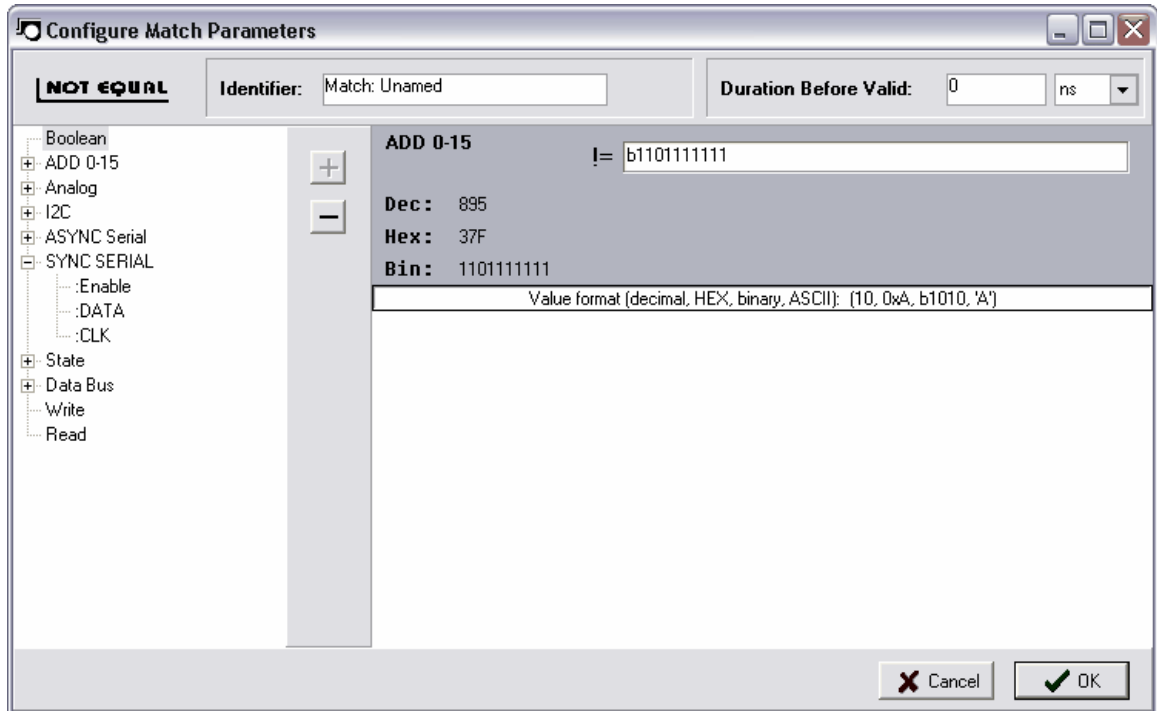 Configure Match Parameters
NOT EQUAL
Identifier: Match: Unnamed
Duration Before Valid: 0 ns
Boolean
ADD 0-15
Analog
I2C
ASYNC Serial
SYNC SERIAL
:Enable
:DATA
:CLK
State
Data Bus
Write
Read
ADD 0-15
!= b1101111111
Dec: 895
Hex: 37F
Bin: 1101111111
Value format (decimal, HEX, binary, ASCII): (10, 0xA, b1010, 'A')
Cancel
OK